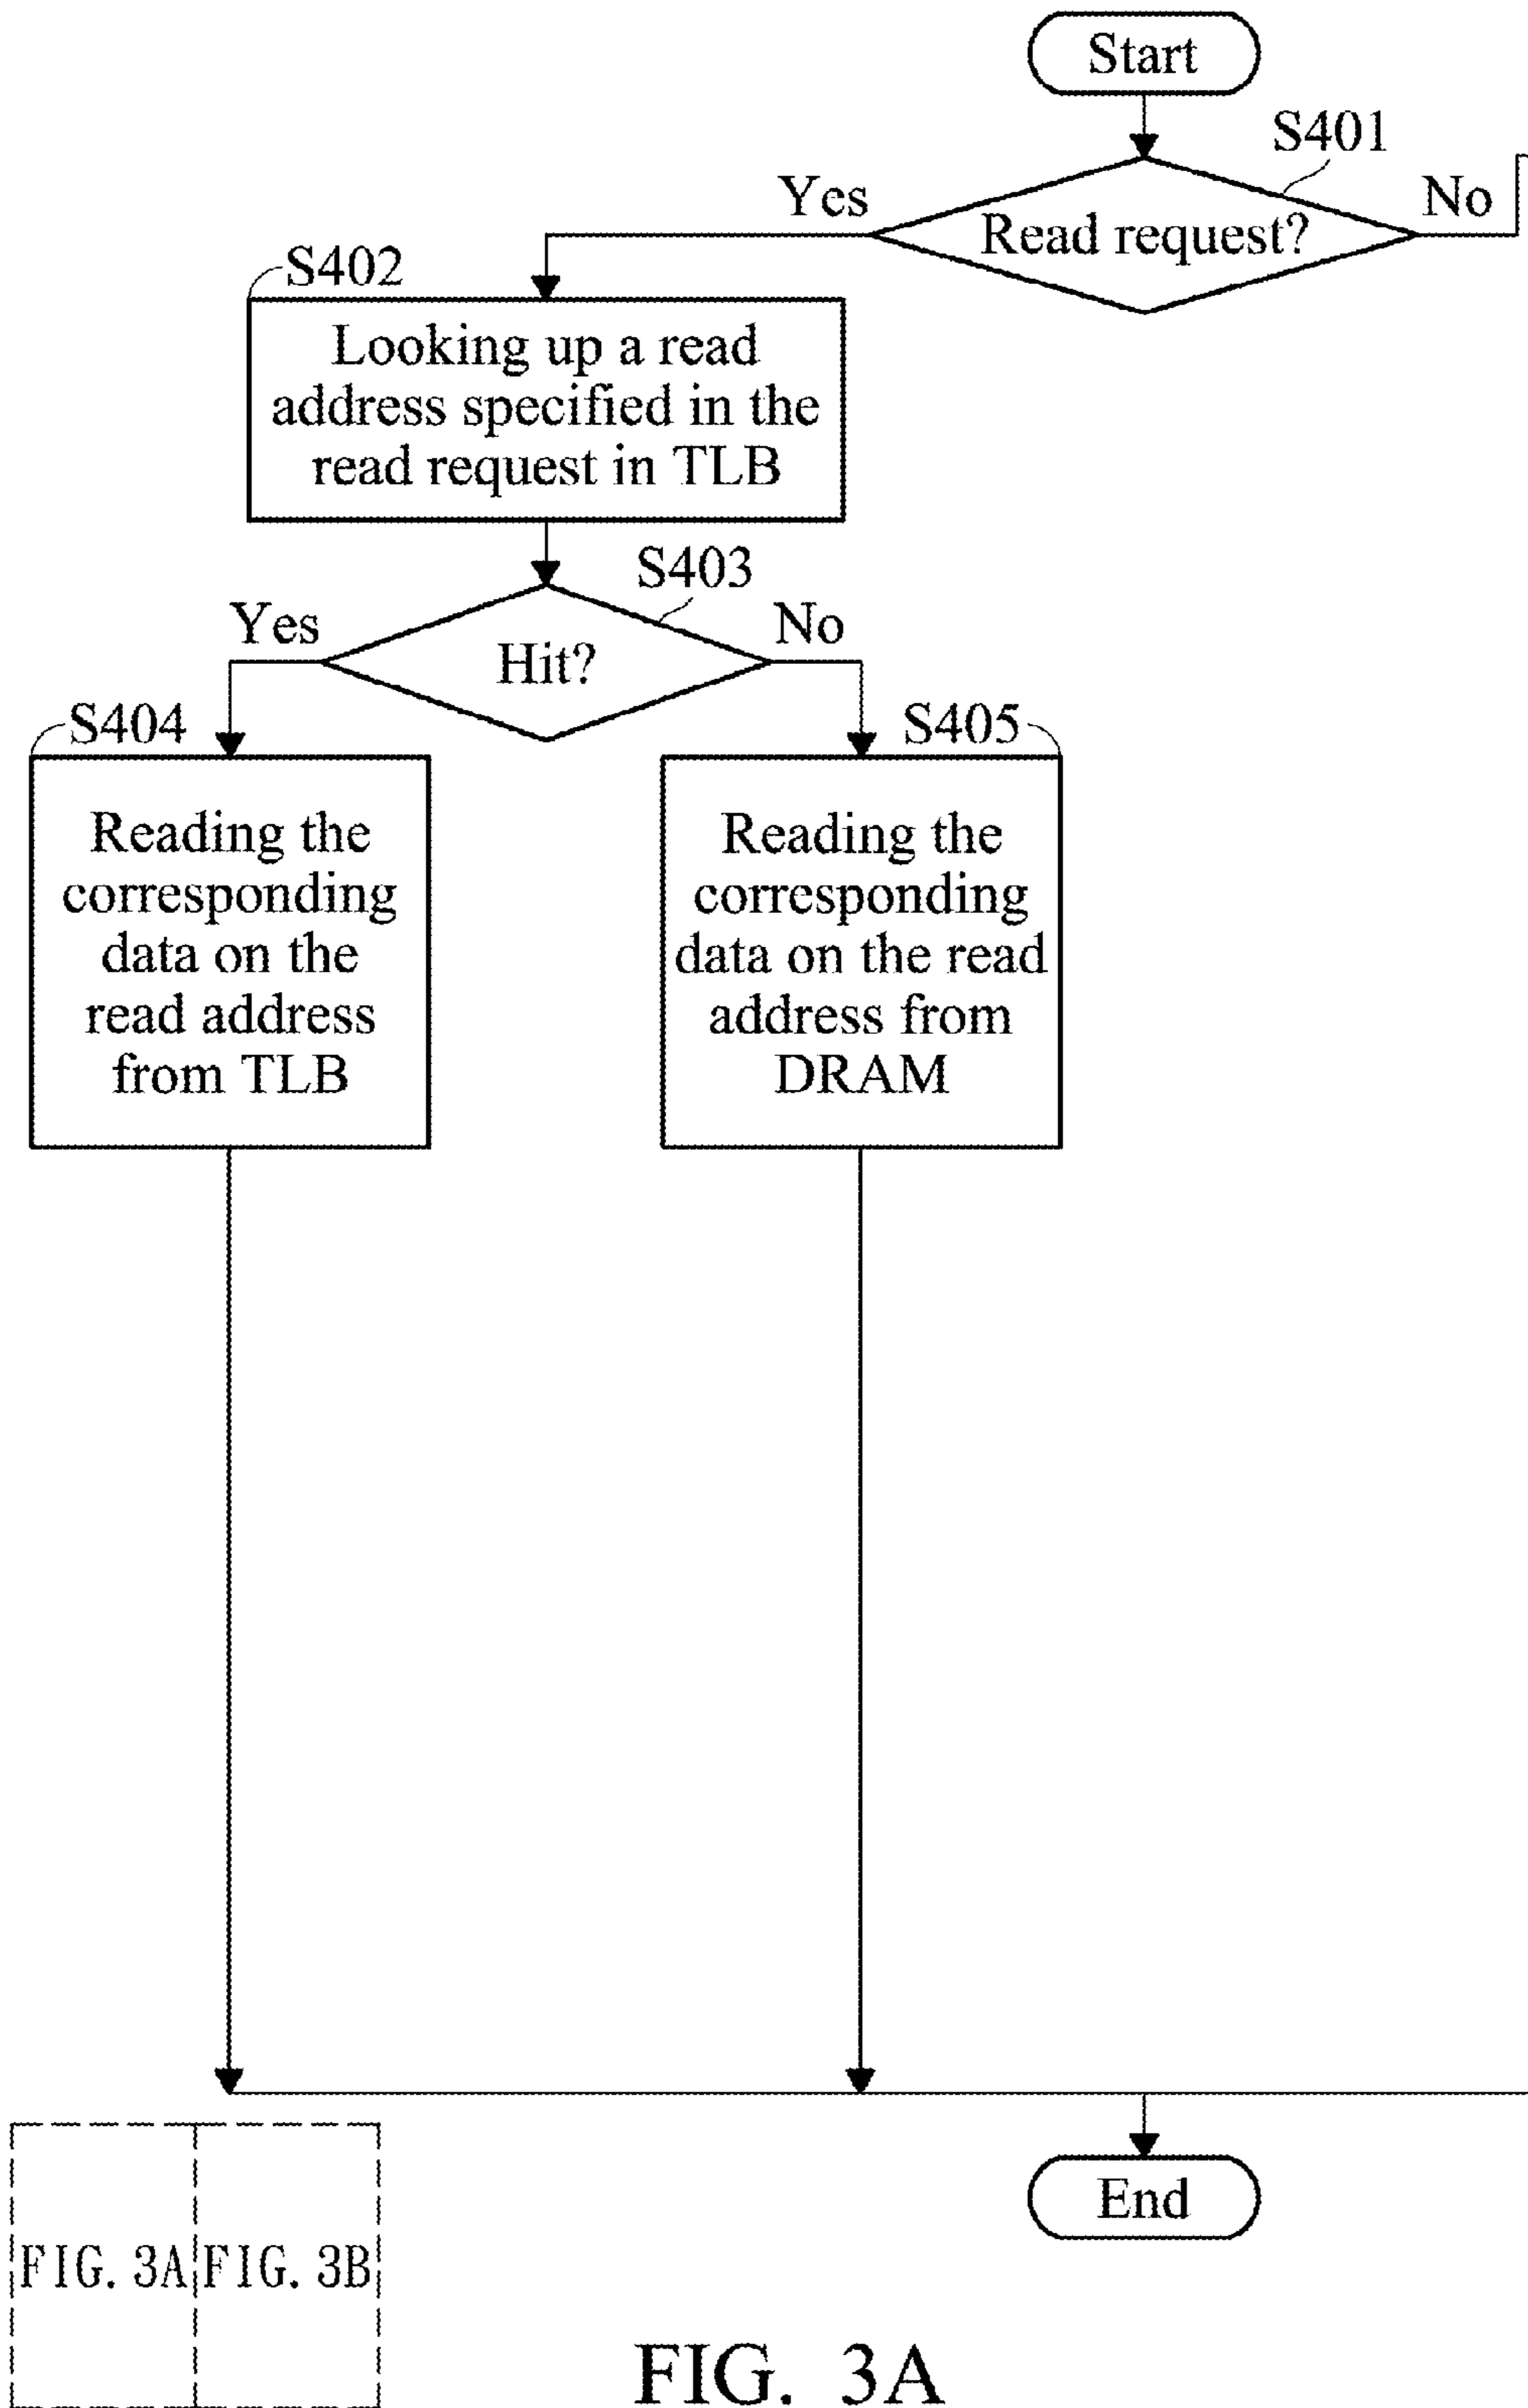 Start
S401
Yes
No
Read request?
S402
Looking up a read
address specified in the
read request in TLB
S403
Yes
No
Hit?
S404
S405
Reading the
corresponding
data on the
read address
from TLB
Reading the
corresponding
data on the read
address from
DRAM
End
FIG. 3A
FIG. 3B
FIG. 3A